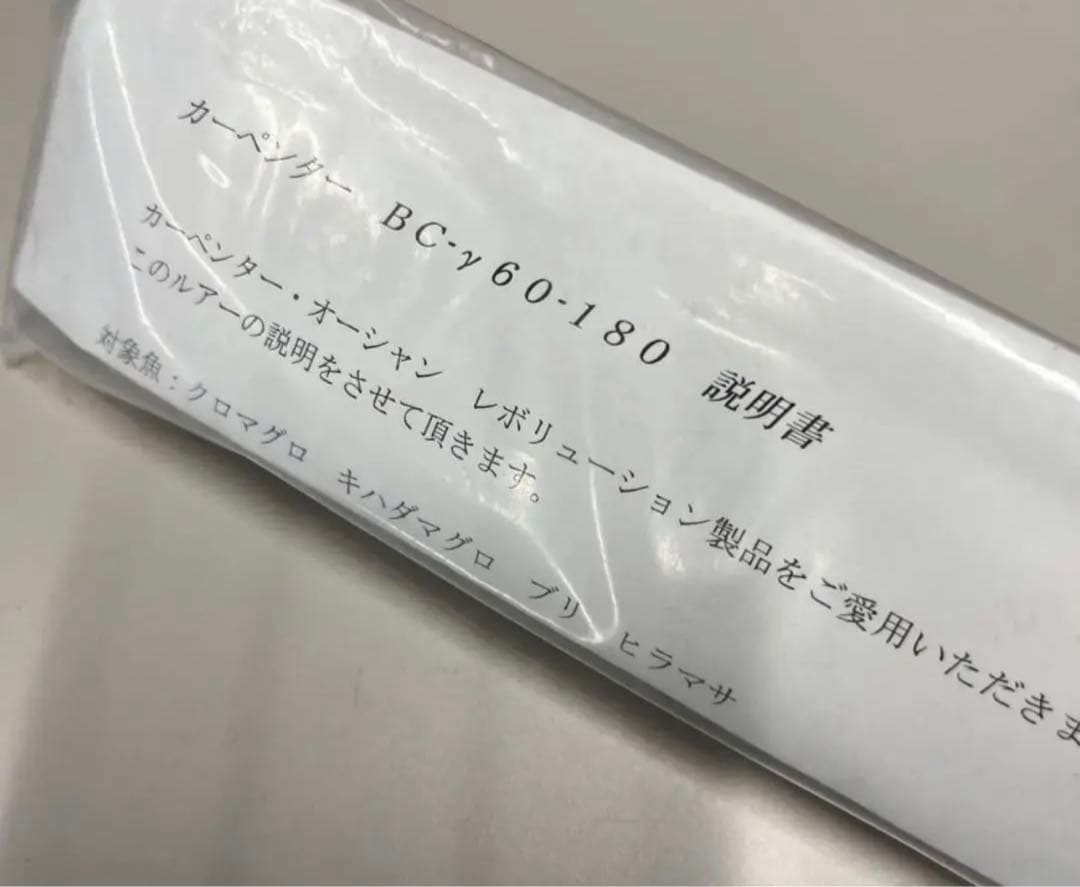 カーペンター　BC-γ60-180　説明書
カーペンター・オーシャン　レボリューション製品をご愛用いただきま
このルアーの説明をさせて頂きます。
対象魚：クロマグロ　キハダマグロ　ブリ　ヒラマサ